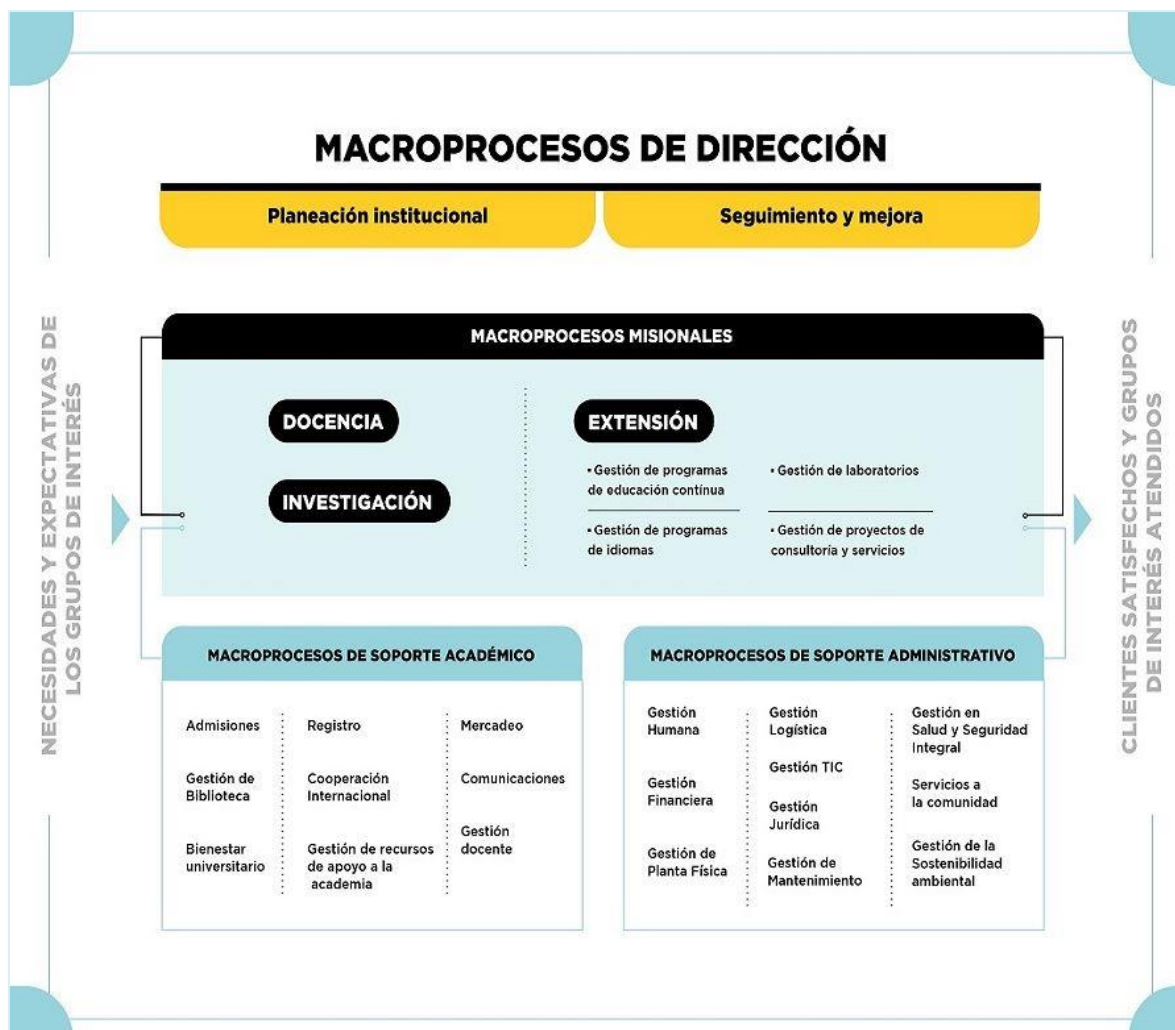 MACROPROCESOS DE DIRECCIÓN
Planeación institucional
Seguimiento y mejora
NECESIDADES Y EXPECTATIVAS DE
LOS GRUPOS DE INTERÉS
MACROPROCESOS MISIONALES
DOCENCIA
INVESTIGACIÓN
EXTENSIÓN
▪ Gestión de programas
de educación contínua
▪ Gestión de laboratorios
▪ Gestión de programas
de idiomas
▪ Gestión de proyectos de
consultoría y servicios
MACROPROCESOS DE SOPORTE ACADÉMICO
Admisiones
Gestión de
Biblioteca
Bienestar
universitario
Registro
Cooperación
Internacional
Gestión de recursos
de apoyo a la
academia
Mercadeo
Comunicaciones
Gestión
docente
MACROPROCESOS DE SOPORTE ADMINISTRATIVO
Gestión
Humana
Gestión
Financiera
Gestión de
Planta Física
Gestión
Logística
Gestión TIC
Gestión
Jurídica
Gestión de
Mantenimiento
Gestión en
Salud y Seguridad
Integral
Servicios a
la comunidad
Gestión de la
Sostenibilidad
ambiental
CLIENTES SATISFECHOS Y GRUPOS
DE INTERÉS ATENDIDOS